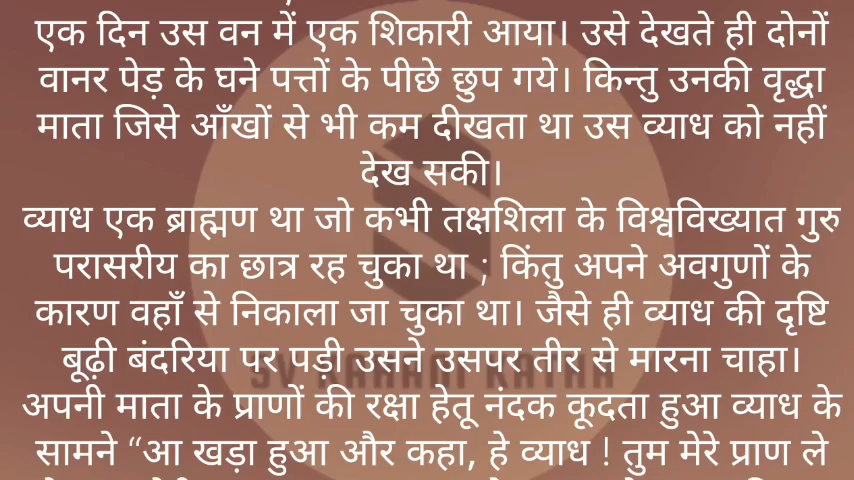 एक दिन उस वन में एक शिकारी आया। उसे देखते ही दोनों
वानर पेड़ के घने पत्तों के पीछे छुप गये। किन्तु उनकी वृद्धा
माता जिसे आँखों से भी कम दीखता था उस व्याध को नहीं
देख सकी।
व्याध एक ब्राह्मण था जो कभी तक्षशिला के विश्वविख्यात गुरु
परासरीय का छात्र रह चुका था ; किंतु अपने अवगुणों के
कारण वहाँ से निकाला जा चुका था। जैसे ही व्याध की दृष्टि
बूढ़ी बंदरिया पर पड़ी उसने उसपर तीर से मारना चाहा।
अपनी माता के प्राणों की रक्षा हेतू नंदक कूदता हुआ व्याध के
सामने “आ खड़ा हुआ और कहा, हे व्याध ! तुम मेरे प्राण ले